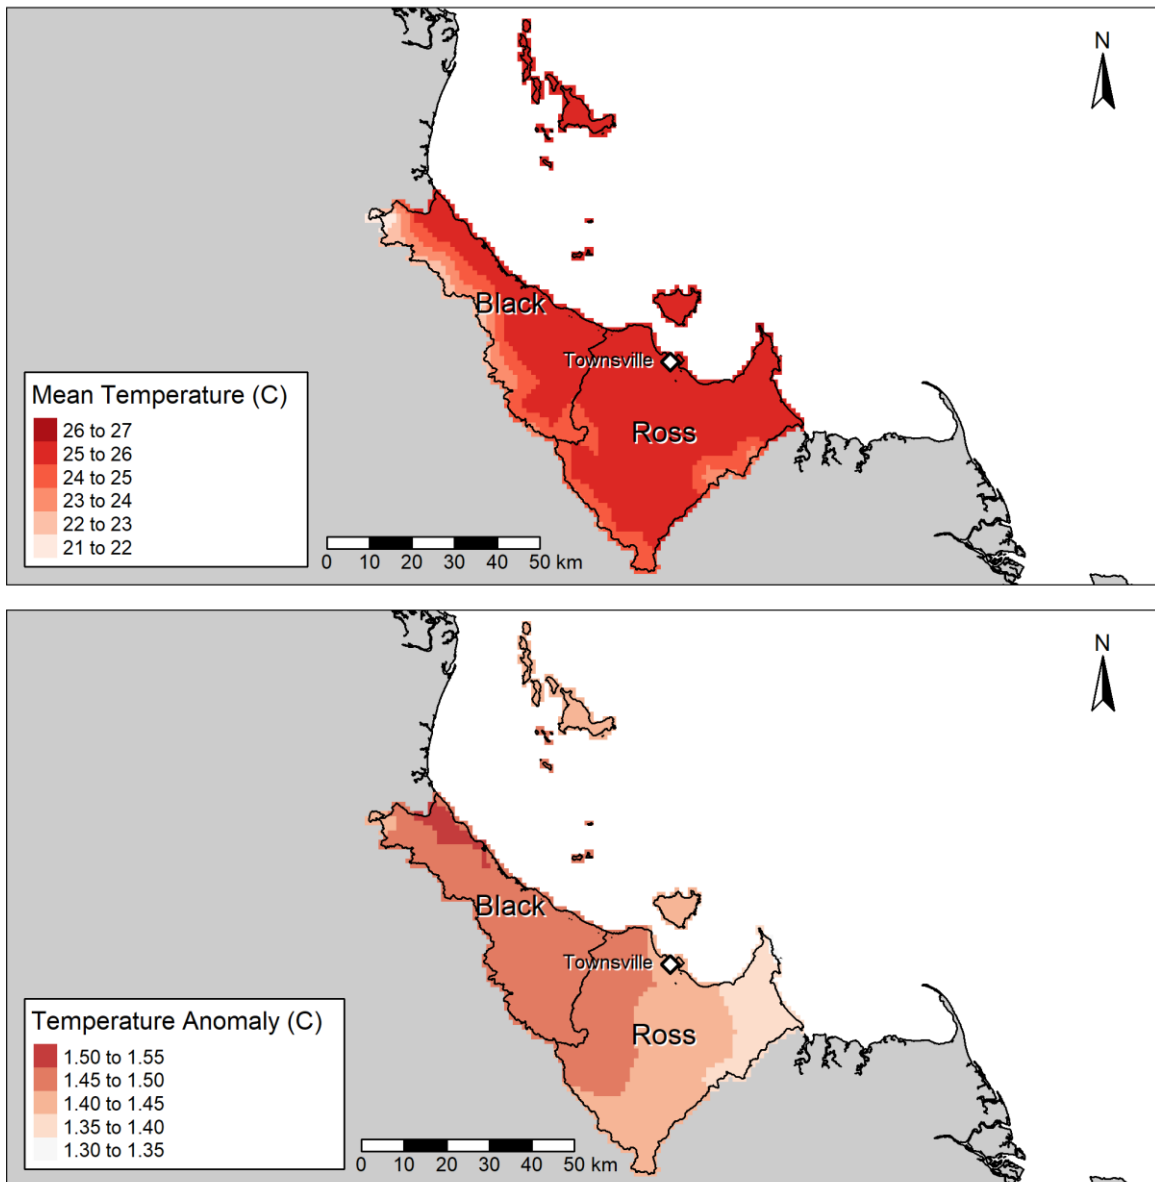 N
Black
Townsville
Ross
Mean Temperature (C)
26 to 27
25 to 26
24 to 25
23 to 24
22 to 23
21 to 22
0 10 20 30 40 50 km
N
Black
Townsville
Ross
Temperature Anomaly (C)
1.50 to 1.55
1.45 to 1.50
1.40 to 1.45
1.35 to 1.40
1.30 to 1.35
0 10 20 30 40 50 km